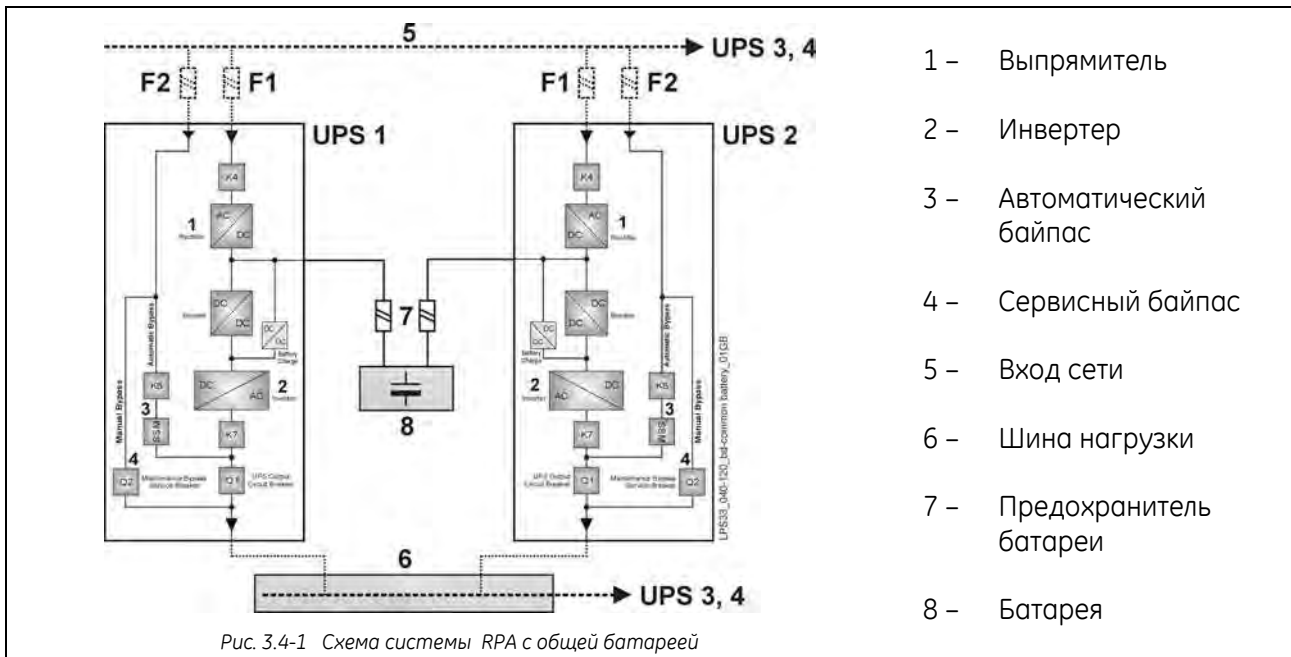 5
UPS 3, 4
F2
F1
F1
F2
UPS 1
UPS 2
K4
K4
AC
DC
1
Rectifier
AC
DC
1
Rectifier
7
DC
DC
Booster
DC
DC
Battery
Charge
DC
DC
Booster
DC
DC
Battery
Charge
Automatic Bypass
Automatic Bypass
Manual Bypass
Manual Bypass
8
DC
AC
2
Inverter
DC
AC
2
Inverter
K6
3
SSM
K7
K6
3
SSM
K7
4
Q2
Maintenance Bypass
Service Breaker
Q1
UPS Output
Circuit Breaker
UPS Output
Circuit Breaker
Q1
Maintenance Bypass
Service Breaker
4
Q2
LPS33_040-120_bd-common battery_01GB
6
UPS 3, 4
Рис. 3.4-1 Схема системы RPA с общей батареей
1 – Выпрямитель
2 – Инвертер
3 – Автоматический
байпас
4 – Сервисный байпас
5 – Вход сети
6 – Шина нагрузки
7 – Предохранитель
батареи
8 – Батарея